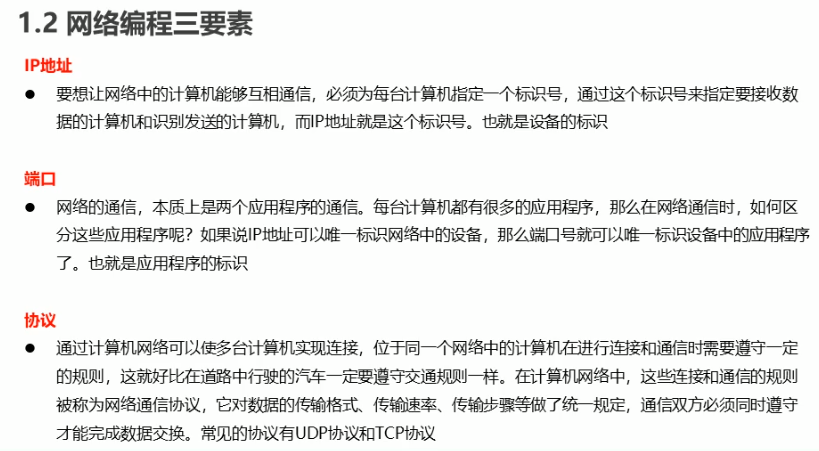 1.2 网络编程三要素
IP地址
● 要想让网络中的计算机能够互相通信，必须为每台计算机指定一个标识号，通过这个标识号来指定要接收数
据的计算机和识别发送的计算机，而IP地址就是这个标识号。也就是设备的标识
端口
● 网络的通信，本质上是两个应用程序的通信。每台计算机都有很多的应用程序，那么在网络通信时，如何区
分这些应用程序呢？如果说IP地址可以唯一标识网络中的设备，那么端口号就可以唯一标识设备中的应用程序
了。也就是应用程序的标识
协议
● 通过计算机网络可以使多台计算机实现连接，位于同一个网络中的计算机在进行连接和通信时需要遵守一定
的规则，这就好比在道路中行驶的汽车一定要遵守交通规则一样。在计算机网络中，这些连接和通信的规则
被称为网络通信协议，它对数据的传输格式、传输速率、传输步骤等做了统一规定，通信双方必须同时遵守
才能完成数据交换。常见的协议有UDP协议和TCP协议